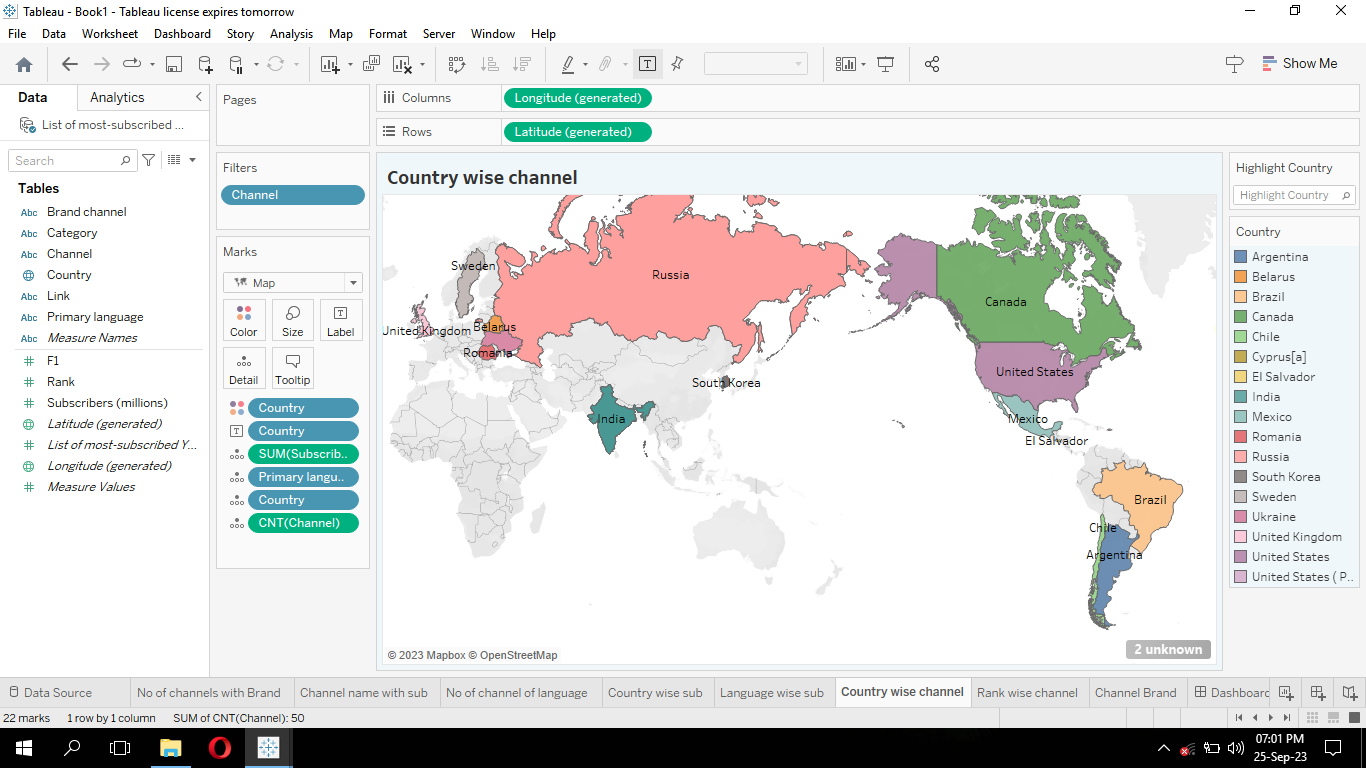 Tableau - Book1 - Tableau license expires tomorrow
File Data Worksheet Dashboard Story Analysis Map Format Server Window Help
Show Me
Data Analytics
List of most-subscribed ...
Search
Tables
Abc Brand channel
Abc Category
Abc Channel
Country
Abc Link
Abc Primary language
Abc Measure Names
F1
Rank
Subscribers (millions)
Latitude (generated)
List of most-subscribed Y...
Longitude (generated)
Measure Values
Pages
Filters
Channel
Marks
Map
Color Size Label
Detail Tooltip
Country
Country
SUM(Subscrib..
Primary langu..
Country
CNT(Channel)
Columns Longitude (generated)
Rows Latitude (generated)
Country wise channel
Sweden
Russia
Canada
United Kingdom
Belarus
Romania
United States
South Korea
India
Mexico
El Salvador
Brazil
Chile
Argentina
© 2023 Mapbox © OpenStreetMap
2 unknown
Highlight Country
Highlight Country
Country
Argentina
Belarus
Brazil
Canada
Chile
Cyprus[a]
El Salvador
India
Mexico
Romania
Russia
South Korea
Sweden
Ukraine
United Kingdom
United States
United States ( P..
Data Source No of channels with Brand Channel name with sub No of channel of language Country wise sub Language wise sub Country wise channel Rank wise channel Channel Brand Dashboard
22 marks 1 row by 1 column SUM of CNT(Channel): 50
07:01 PM
25-Sep-23